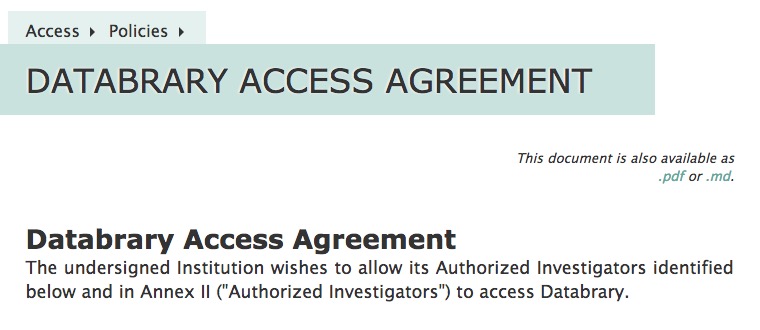 Access ▸ Policies ▸
DATABRARY ACCESS AGREEMENT
This document is also available as
.pdf or .md.
Databrary Access Agreement
The undersigned Institution wishes to allow its Authorized Investigators identified
below and in Annex II ("Authorized Investigators") to access Databrary.